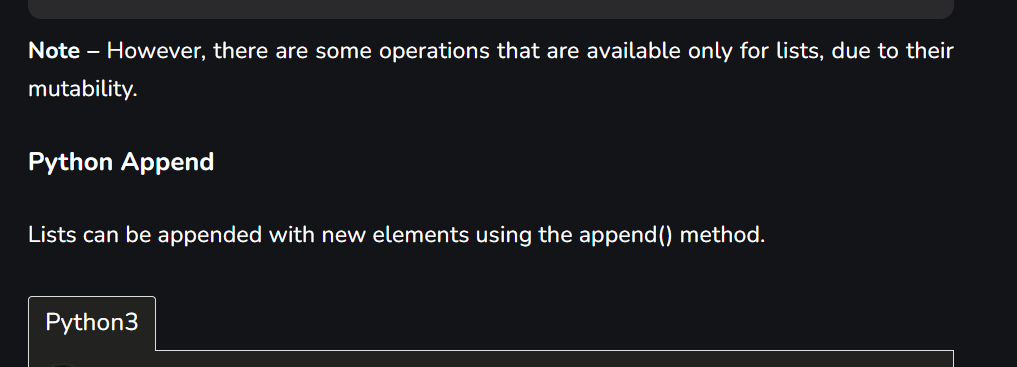 Note – However, there are some operations that are available only for lists, due to their
mutability.
Python Append
Lists can be appended with new elements using the append() method.
Python3